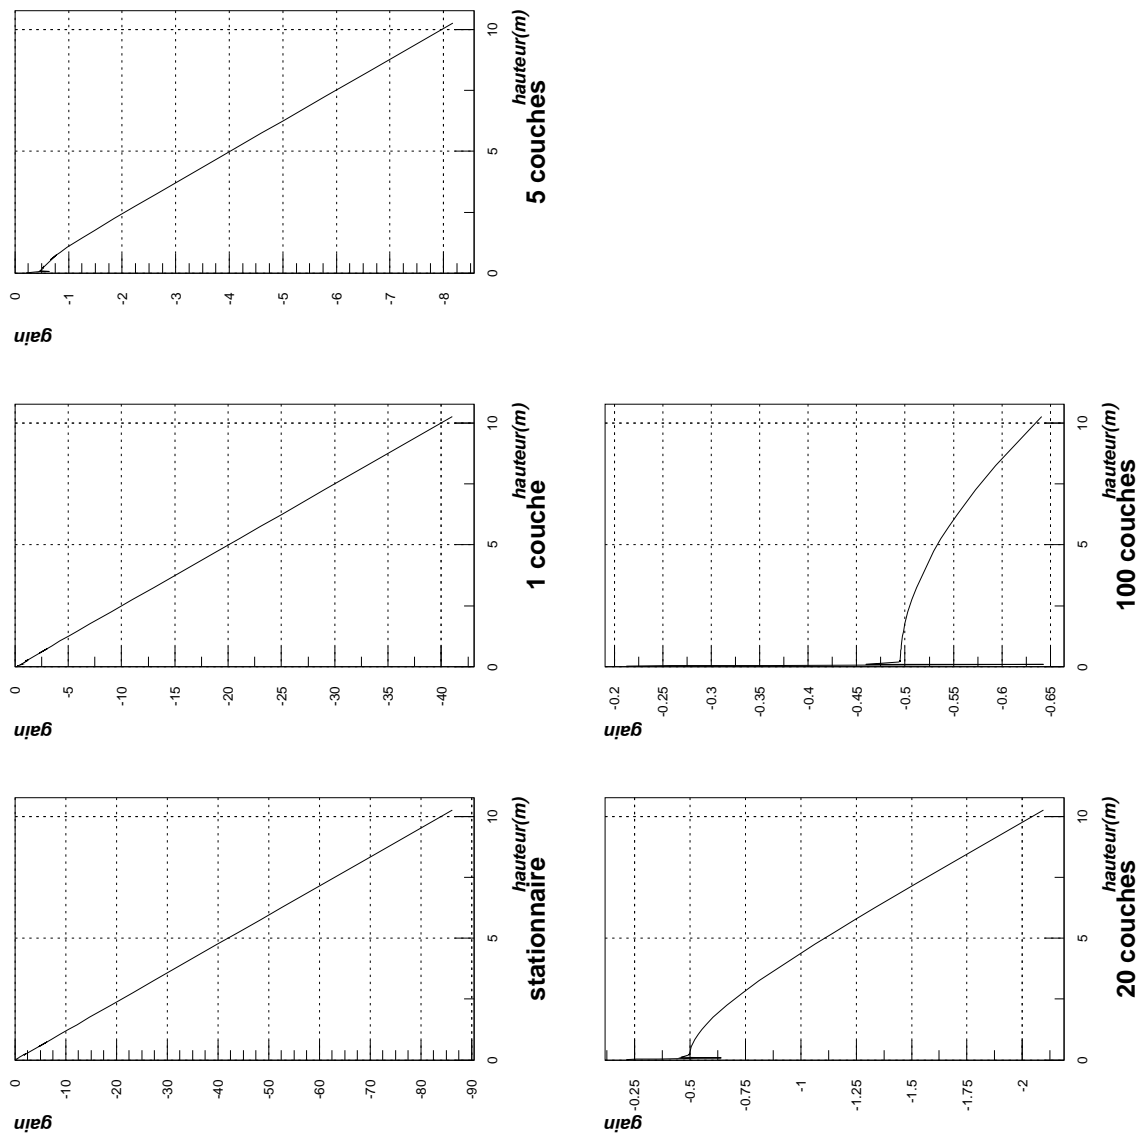 gain
0
-10
-20
-30
-40
-50
-60
-70
-80
-90
0 5 10
hauteur(m)
stationnaire
gain
0
-5
-10
-15
-20
-25
-30
-35
-40
0 5 10
hauteur(m)
1 couche
gain
0
-1
-2
-3
-4
-5
-6
-7
-8
0 5 10
hauteur(m)
5 couches
gain
-0.25
-0.5
-0.75
-1
-1.25
-1.5
-1.75
-2
0 5 10
hauteur(m)
20 couches
gain
-0.2
-0.25
-0.3
-0.35
-0.4
-0.45
-0.5
-0.55
-0.6
-0.65
0 5 10
hauteur(m)
100 couches